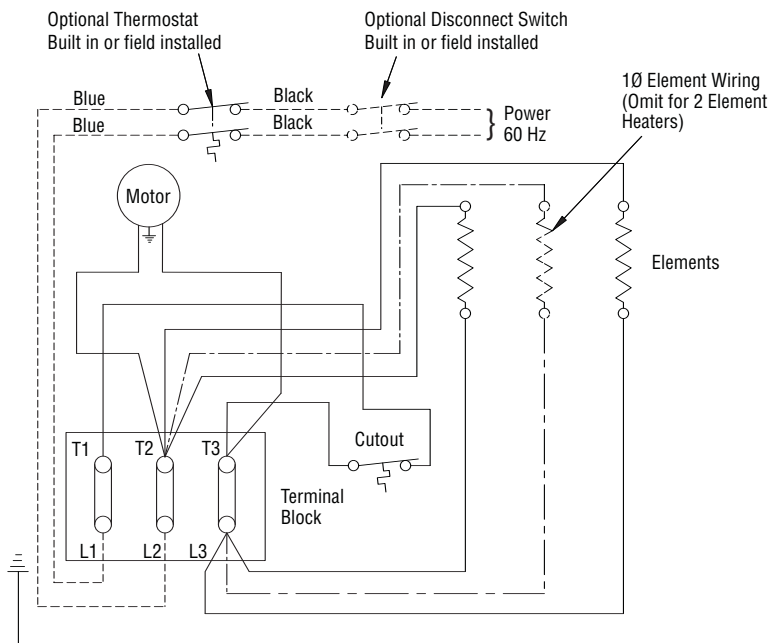 Optional Thermostat
Built in or field installed
Optional Disconnect Switch
Built in or field installed
Blue
Black
Blue
Black
Power
60 Hz
1Ø Element Wiring
(Omit for 2 Element
Heaters)
Motor
Elements
Cutout
T1
T2
T3
Terminal
Block
L1
L2
L3